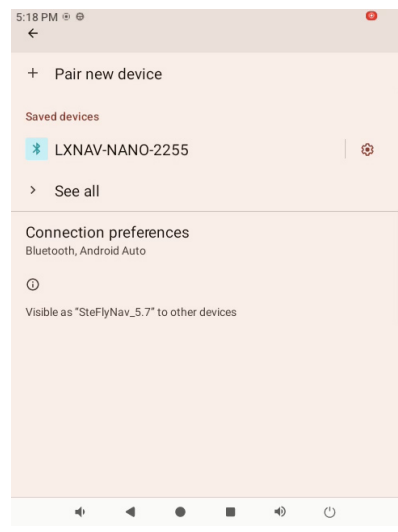 5:18 PM
Pair new device
Saved devices
LXNAV-NANO-2255
See all
Connection preferences
Bluetooth, Android Auto
Visible as "SteFlyNav_5.7" to other devices